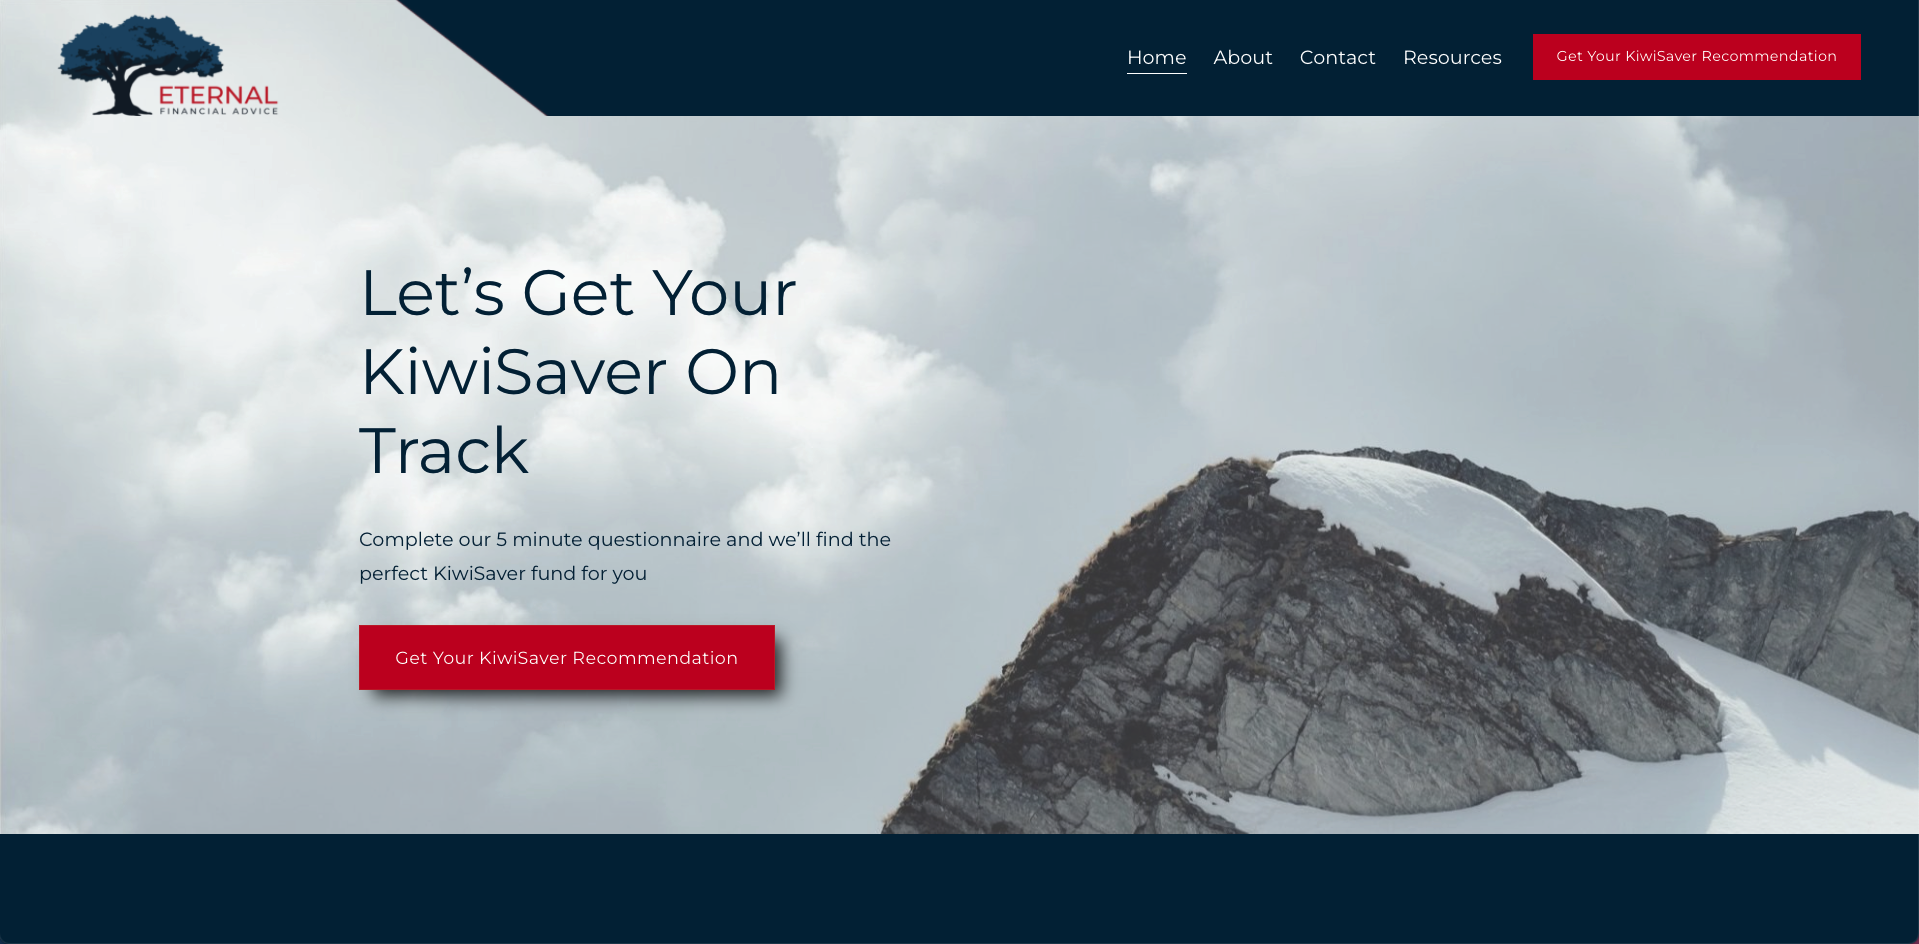 ETERNAL
FINANCIAL ADVICE
Home About Contact Resources Get Your KiwiSaver Recommendation
Let’s Get Your
KiwiSaver On
Track
Complete our 5 minute questionnaire and we’ll find the
perfect KiwiSaver fund for you
Get Your KiwiSaver Recommendation